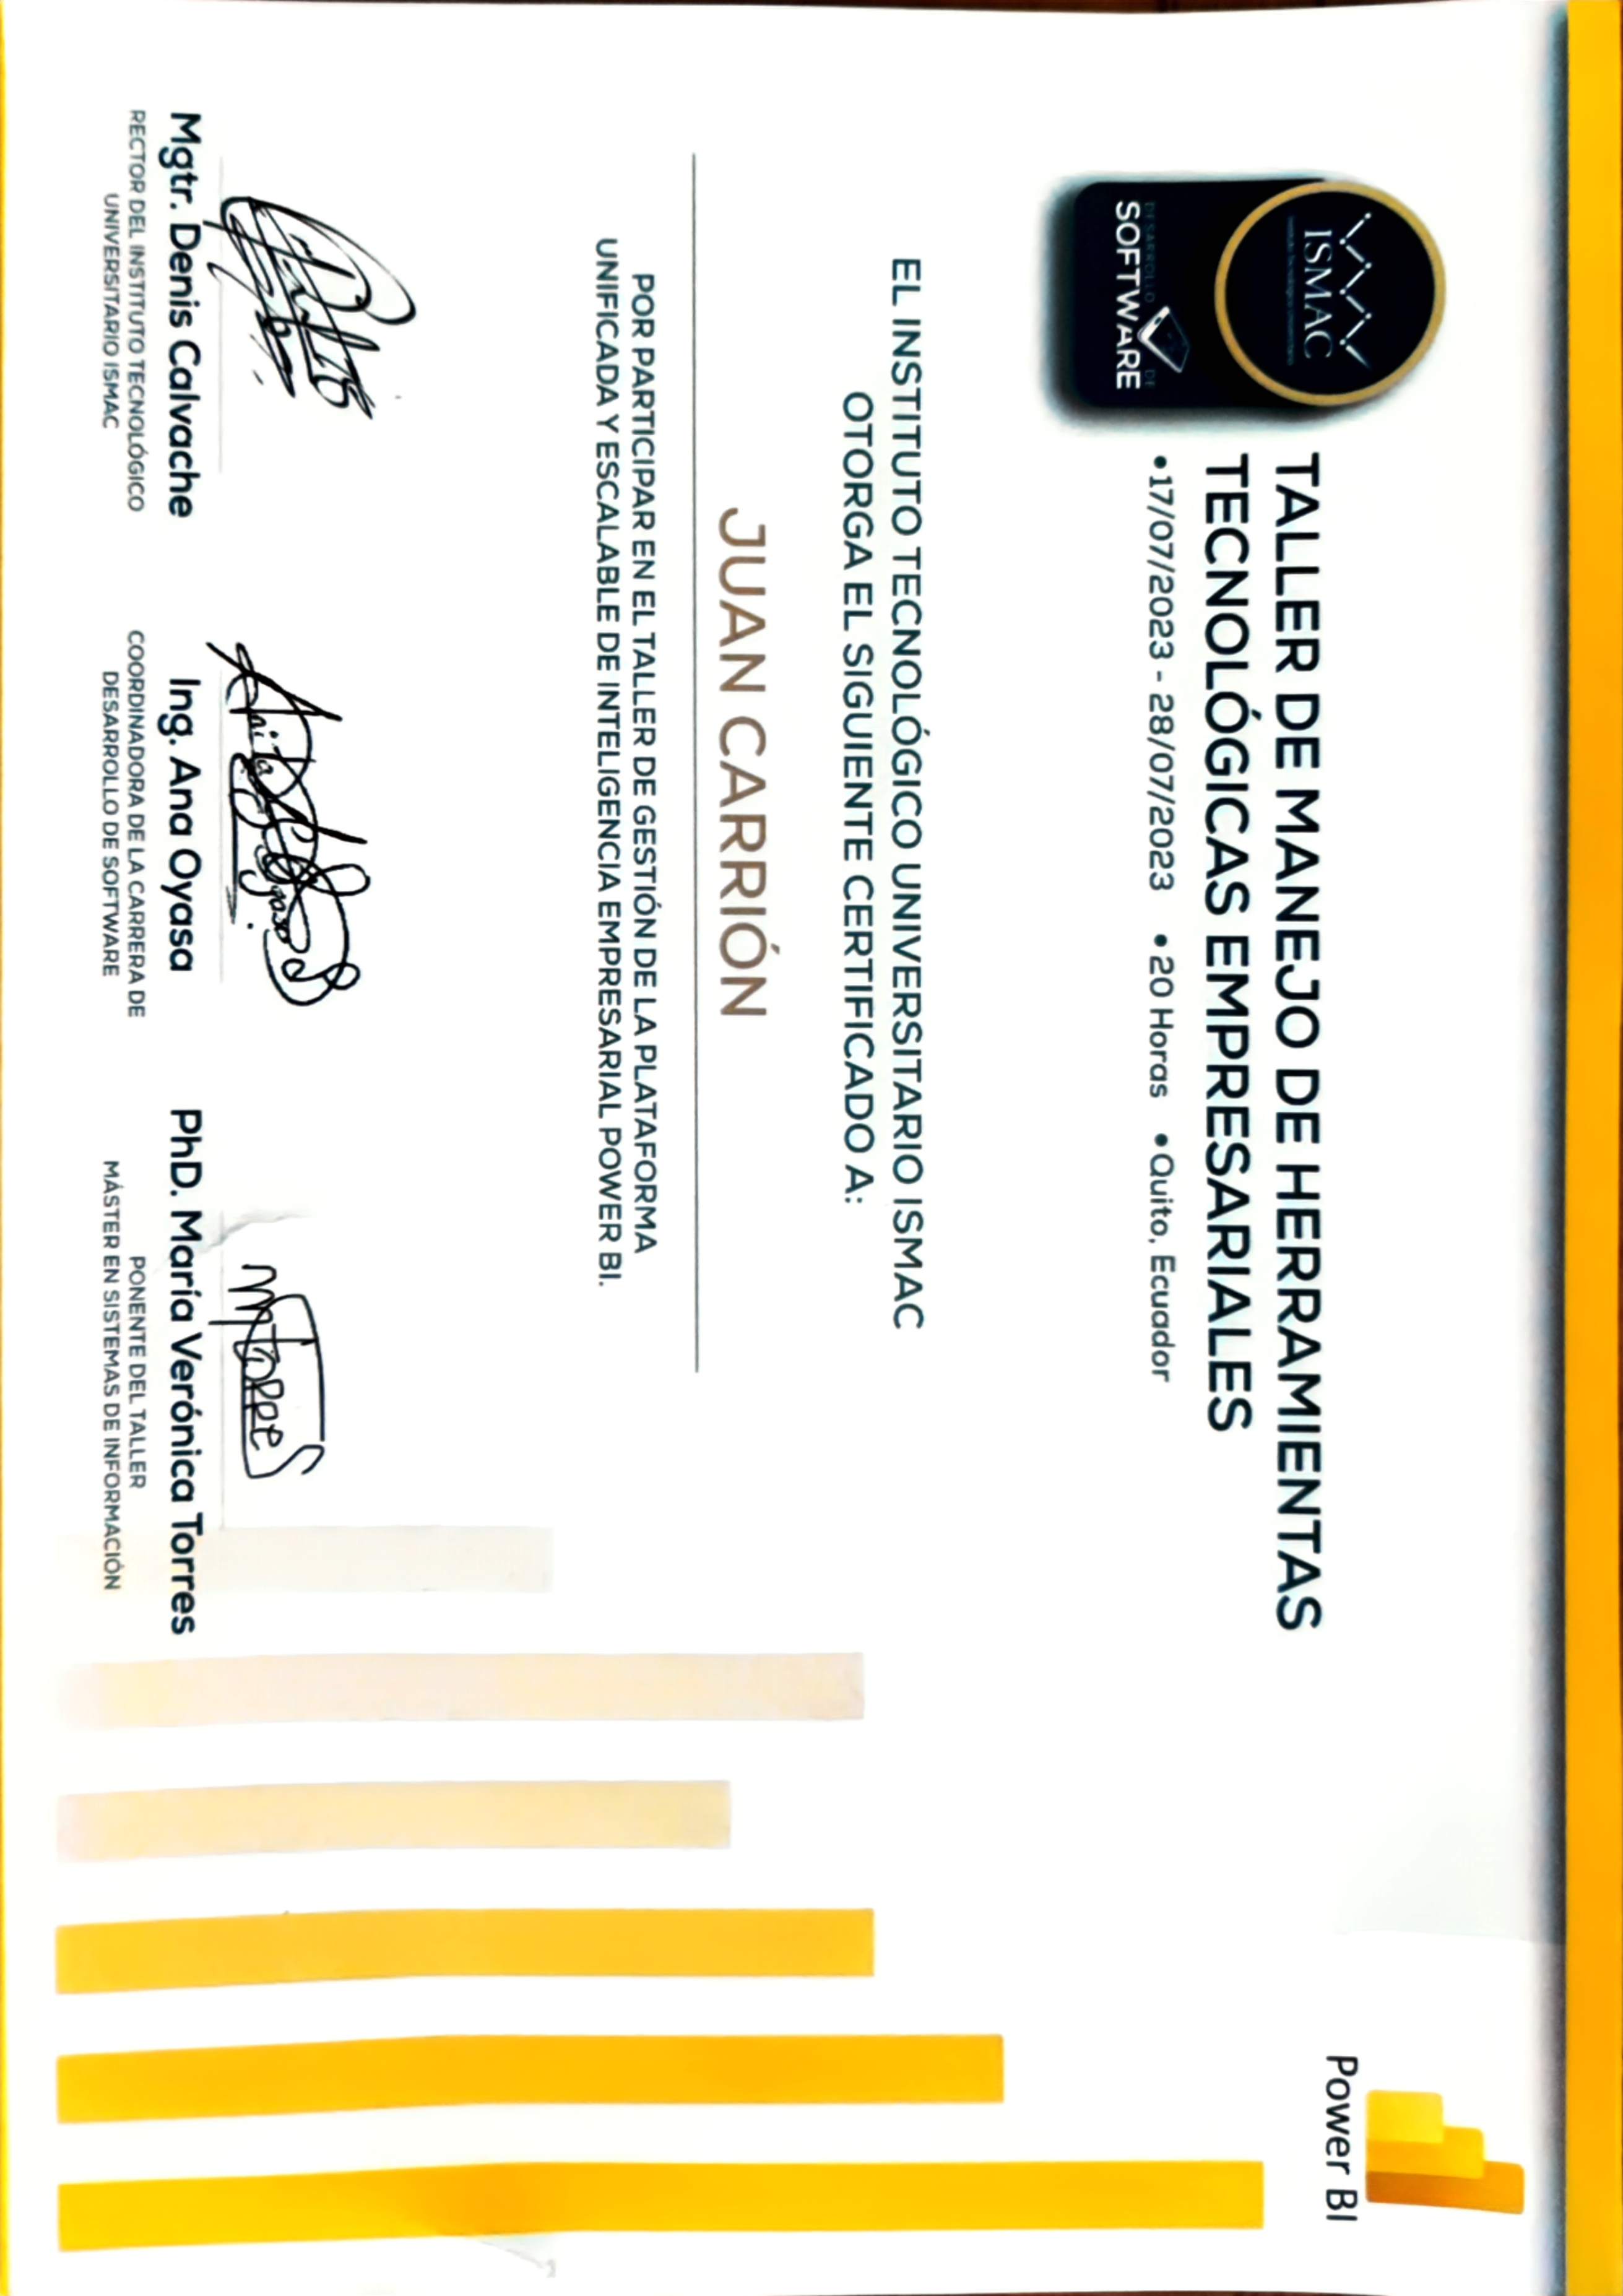 Power BI
ISMAC
Instituto Tecnológico Universitario
DESARROLLO DE
SOFTWARE
TALLER DE MANEJO DE HERRAMIENTAS
TECNOLÓGICAS EMPRESARIALES
•17/07/2023 - 28/07/2023 •20 Horas •Quito, Ecuador
EL INSTITUTO TECNOLÓGICO UNIVERSITARIO ISMAC
OTORGA EL SIGUIENTE CERTIFICADO A:
JUAN CARRIÓN
POR PARTICIPAR EN EL TALLER DE GESTIÓN DE LA PLATAFORMA
UNIFICADA Y ESCALABLE DE INTELIGENCIA EMPRESARIAL POWER BI.
MTorres
Mgtr. Denis Calvache
RECTOR DEL INSTITUTO TECNOLÓGICO
UNIVERSITARIO ISMAC
Ing. Ana Oyasa
COORDINADORA DE LA CARRERA DE
DESARROLLO DE SOFTWARE
PhD. María Verónica Torres
PONENTE DEL TALLER
MÁSTER EN SISTEMAS DE INFORMACIÓN